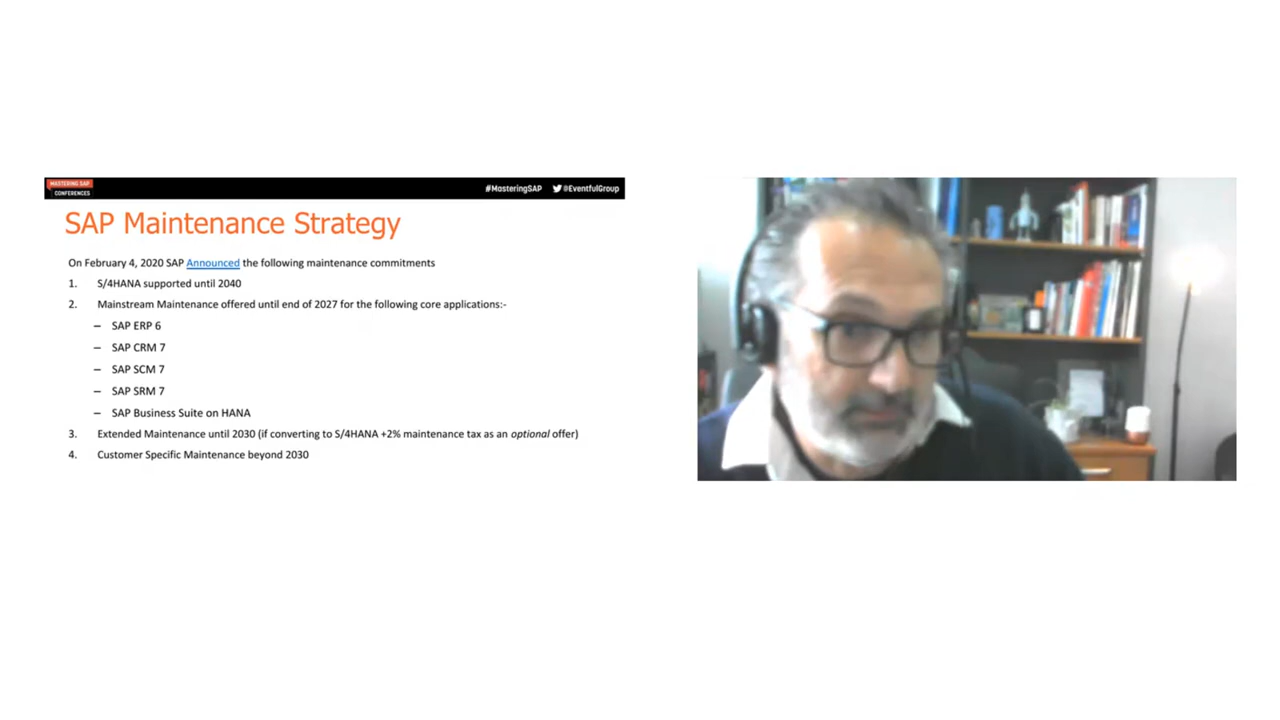 MASTERING SAP
CONFERENCES
#MasteringSAP @EventfulGroup
SAP Maintenance Strategy
On February 4, 2020 SAP Announced the following maintenance commitments
1. S/4HANA supported until 2040
2. Mainstream Maintenance offered until end of 2027 for the following core applications:-
– SAP ERP 6
– SAP CRM 7
– SAP SCM 7
– SAP SRM 7
– SAP Business Suite on HANA
3. Extended Maintenance until 2030 (if converting to S/4HANA +2% maintenance tax as an optional offer)
4. Customer Specific Maintenance beyond 2030